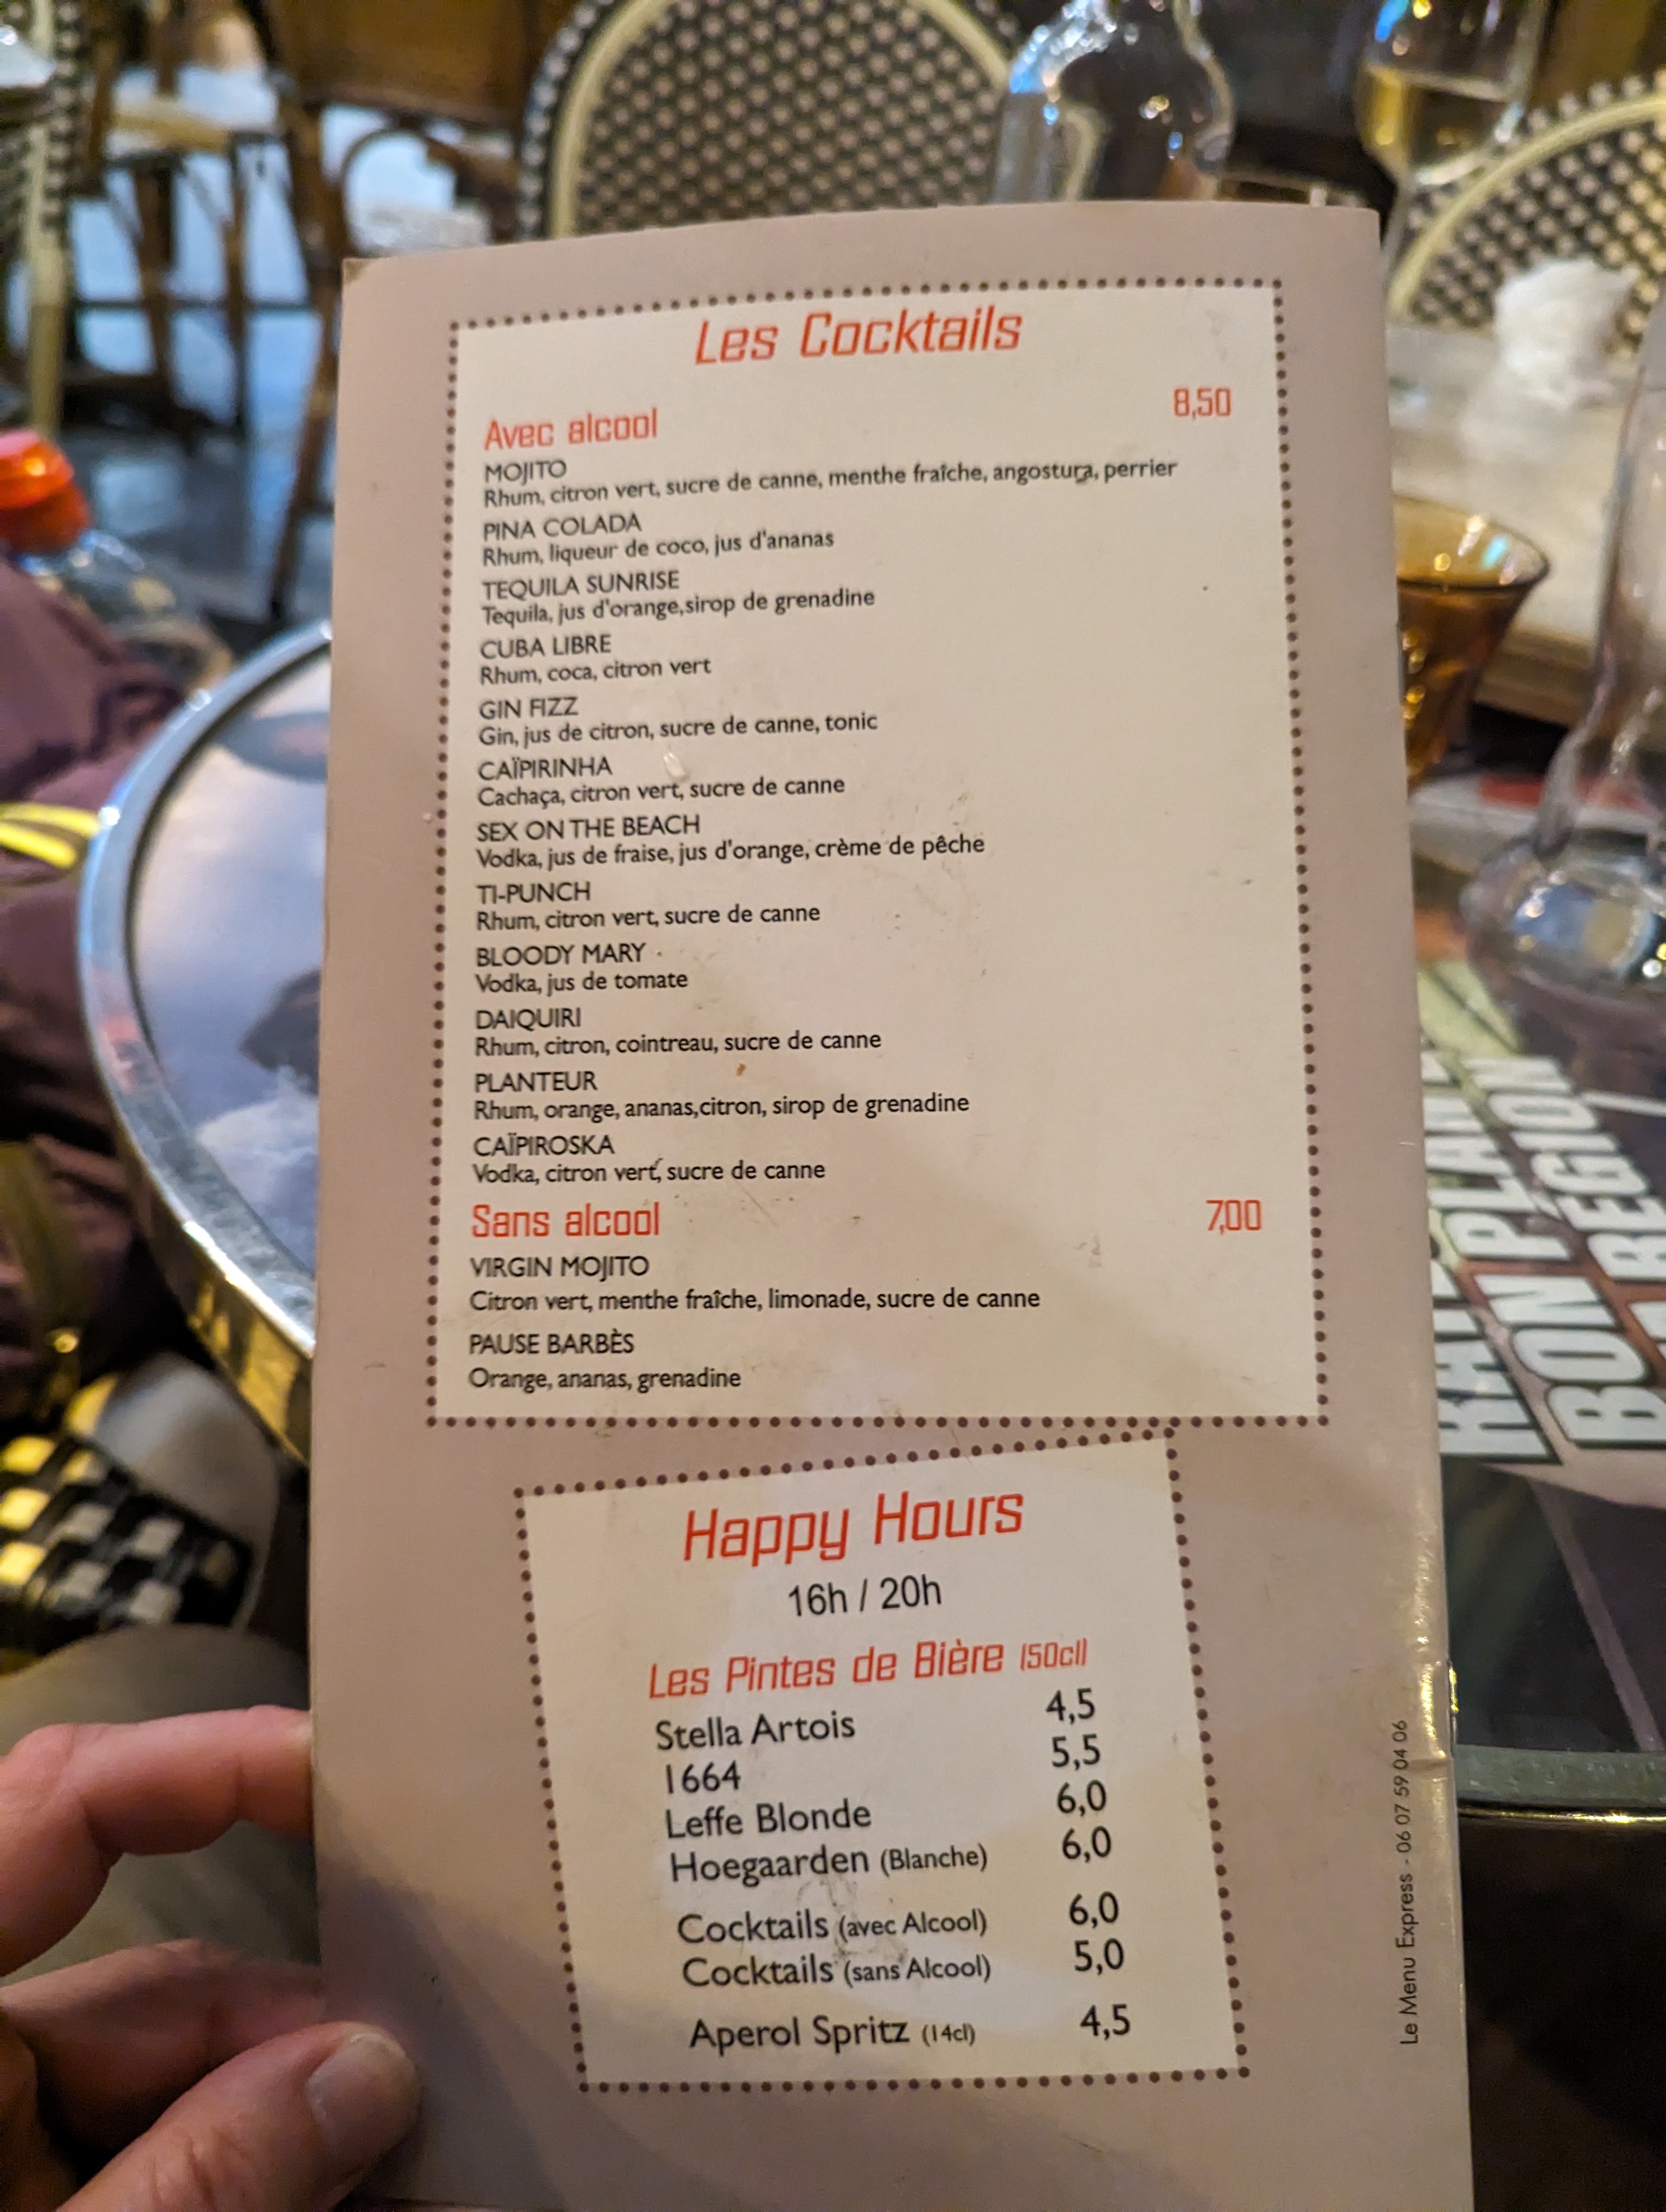 Les Cocktails
Avec alcool 8,50
MOJITO
Rhum, citron vert, sucre de canne, menthe fraîche, angostura, perrier
PINA COLADA
Rhum, liqueur de coco, jus d'ananas
TEQUILA SUNRISE
Tequila, jus d'orange,sirop de grenadine
CUBA LIBRE
Rhum, coca, citron vert
GIN FIZZ
Gin, jus de citron, sucre de canne, tonic
CAÏPIRINHA
Cachaça, citron vert, sucre de canne
SEX ON THE BEACH
Vodka, jus de fraise, jus d'orange, crème de pêche
TI-PUNCH
Rhum, citron vert, sucre de canne
BLOODY MARY
Vodka, jus de tomate
DAIQUIRI
Rhum, citron, cointreau, sucre de canne
PLANTEUR
Rhum, orange, ananas,citron, sirop de grenadine
CAÏPIROSKA
Vodka, citron vert, sucre de canne
Sans alcool 7,00
VIRGIN MOJITO
Citron vert, menthe fraîche, limonade, sucre de canne
PAUSE BARBÈS
Orange, ananas, grenadine
Happy Hours
16h / 20h
Les Pintes de Bière (50cl)
Stella Artois 4,5
1664 5,5
Leffe Blonde 6,0
Hoegaarden (Blanche) 6,0
Cocktails (avec Alcool) 6,0
Cocktails (sans Alcool) 5,0
Aperol Spritz (14cl) 4,5
Le Menu Express - 06 07 59 04 06
BON